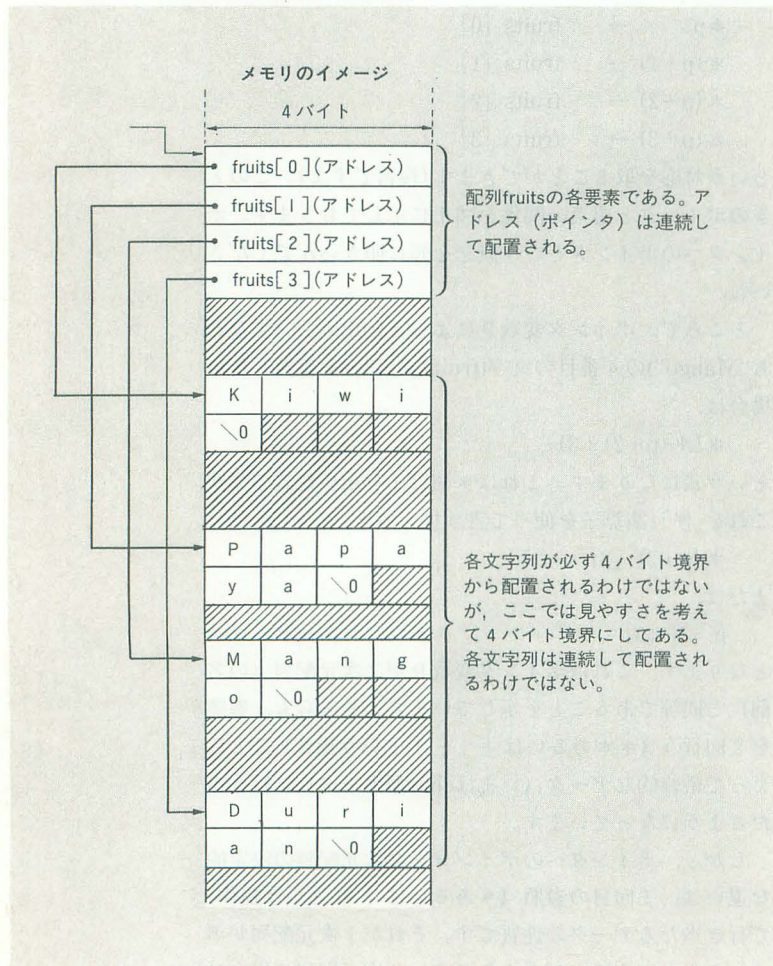 メモリのイメージ
4バイト
fruits[0](アドレス)
fruits[1](アドレス)
fruits[2](アドレス)
fruits[3](アドレス)
配列fruitsの各要素である。ア
ドレス(ポインタ)は連続し
て配置される。
K i w i
\0
P a p a
y a \0
各文字列が必ず4バイト境界
から配置されるわけではない
が,ここでは見やすさを考え
て4バイト境界にしてある。
各文字列は連続して配置され
るわけではない。
M a n g
o \0
D u r i
a n \0